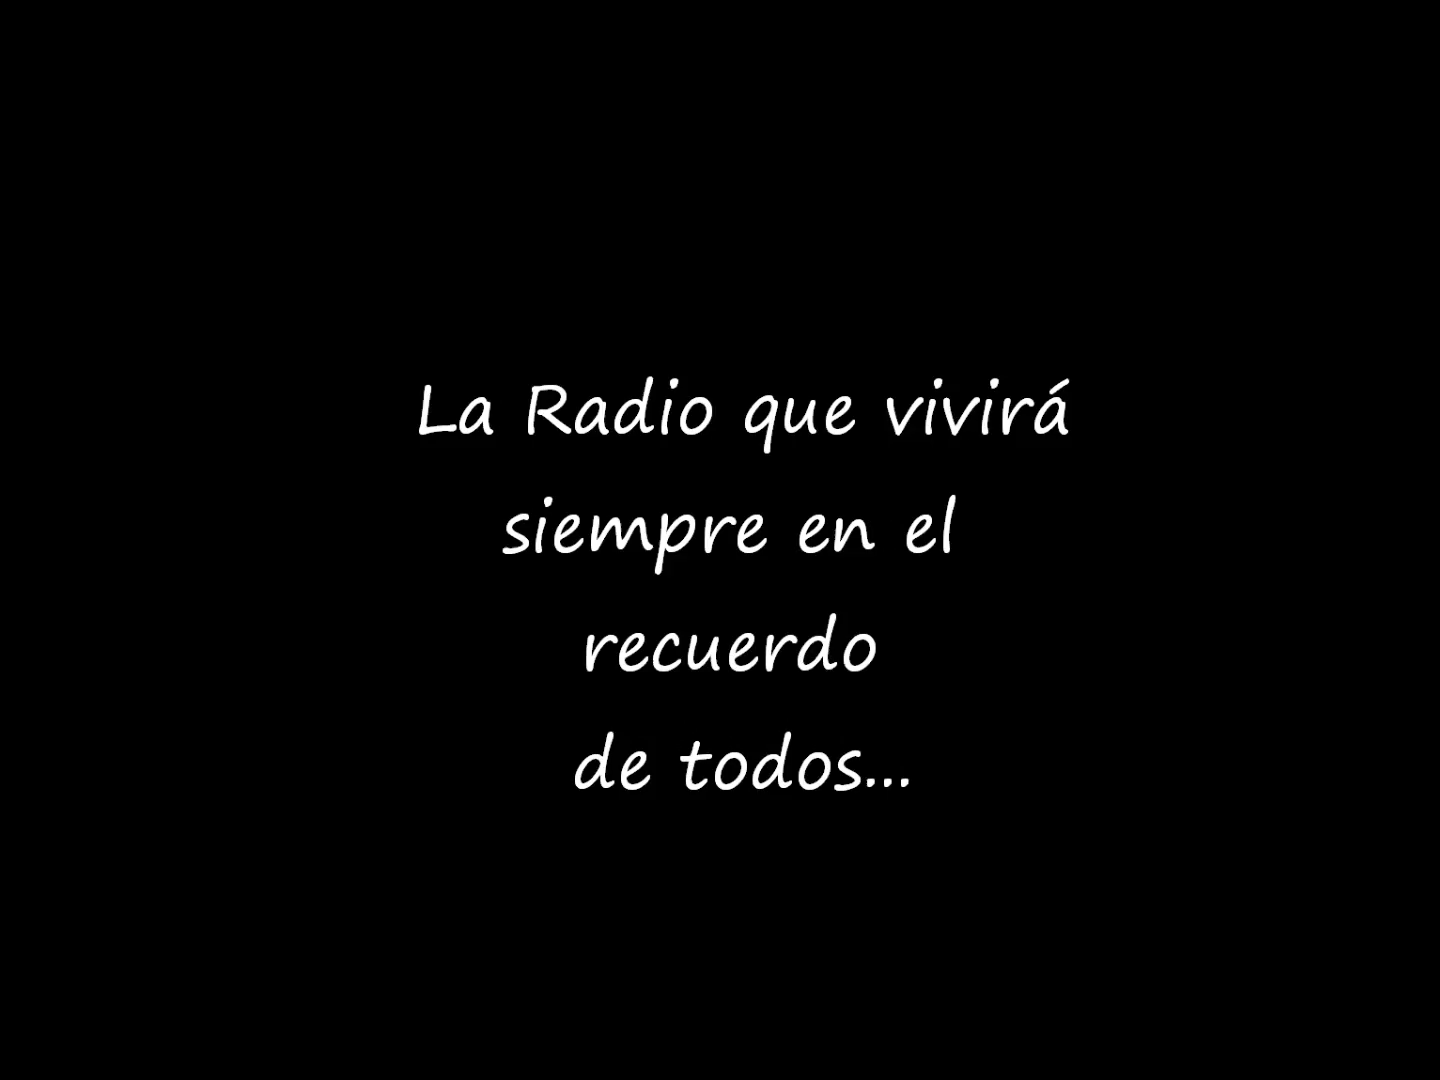 La Radio que vivirá
siempre en el
recuerdo
de todos...